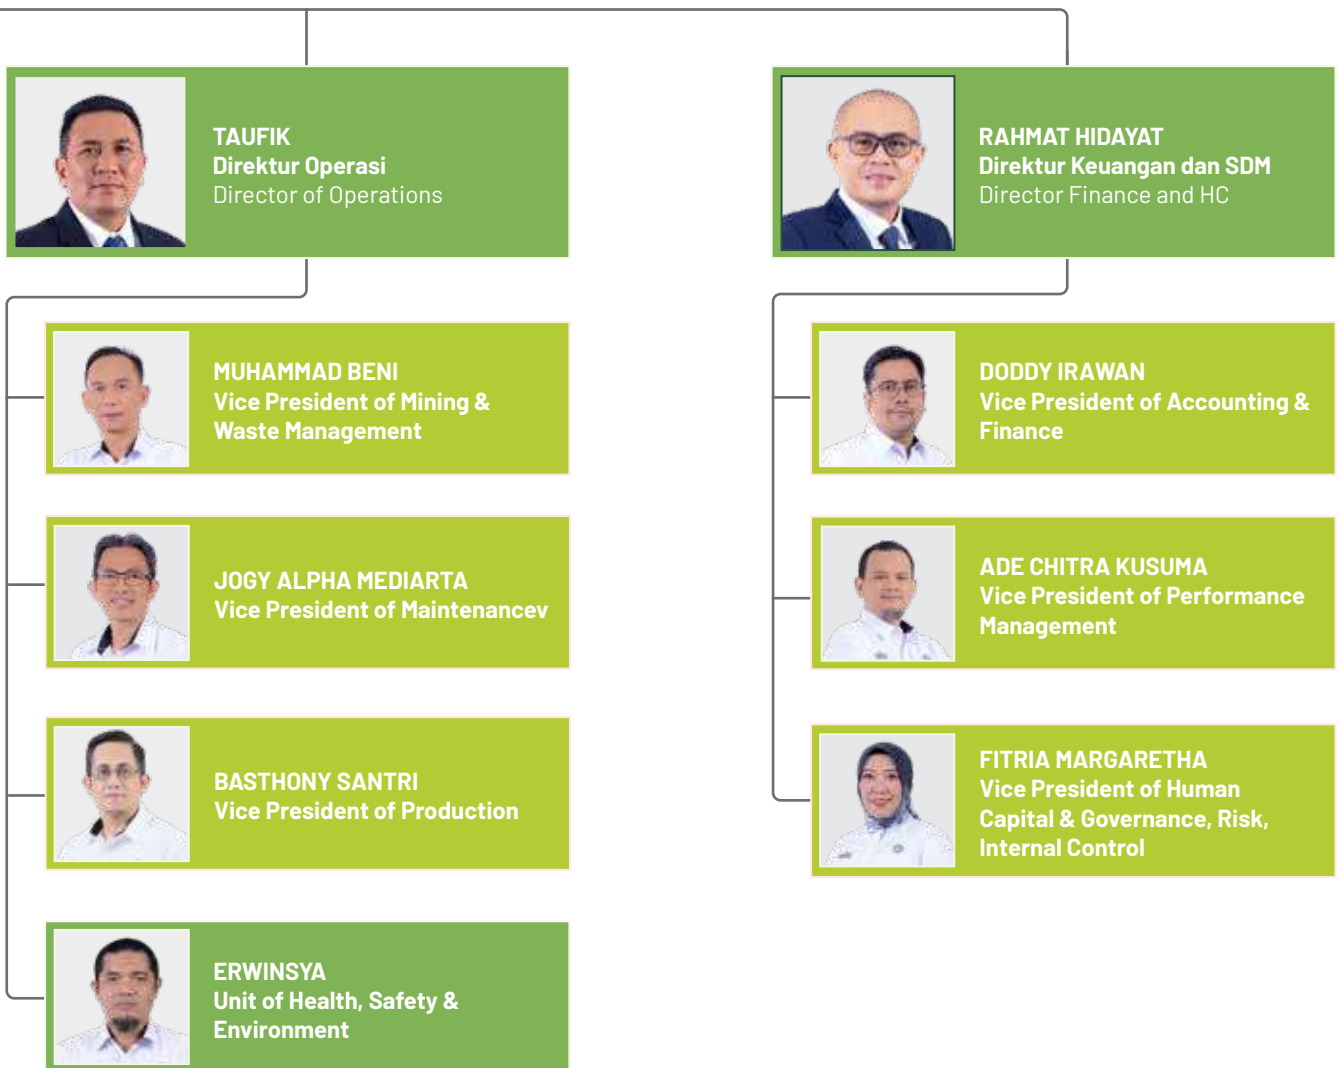 TAUFIK
Direktur Operasi
Director of Operations
MUHAMMAD BENI
Vice President of Mining &
Waste Management
JOGY ALPHA MEDIARTA
Vice President of Maintenancev
BASTHONY SANTRI
Vice President of Production
ERWINSYA
Unit of Health, Safety &
Environment
RAHMAT HIDAYAT
Direktur Keuangan dan SDM
Director Finance and HC
DODDY IRAWAN
Vice President of Accounting &
Finance
ADE CHITRA KUSUMA
Vice President of Performance
Management
FITRIA MARGARETHA
Vice President of Human
Capital & Governance, Risk,
Internal Control